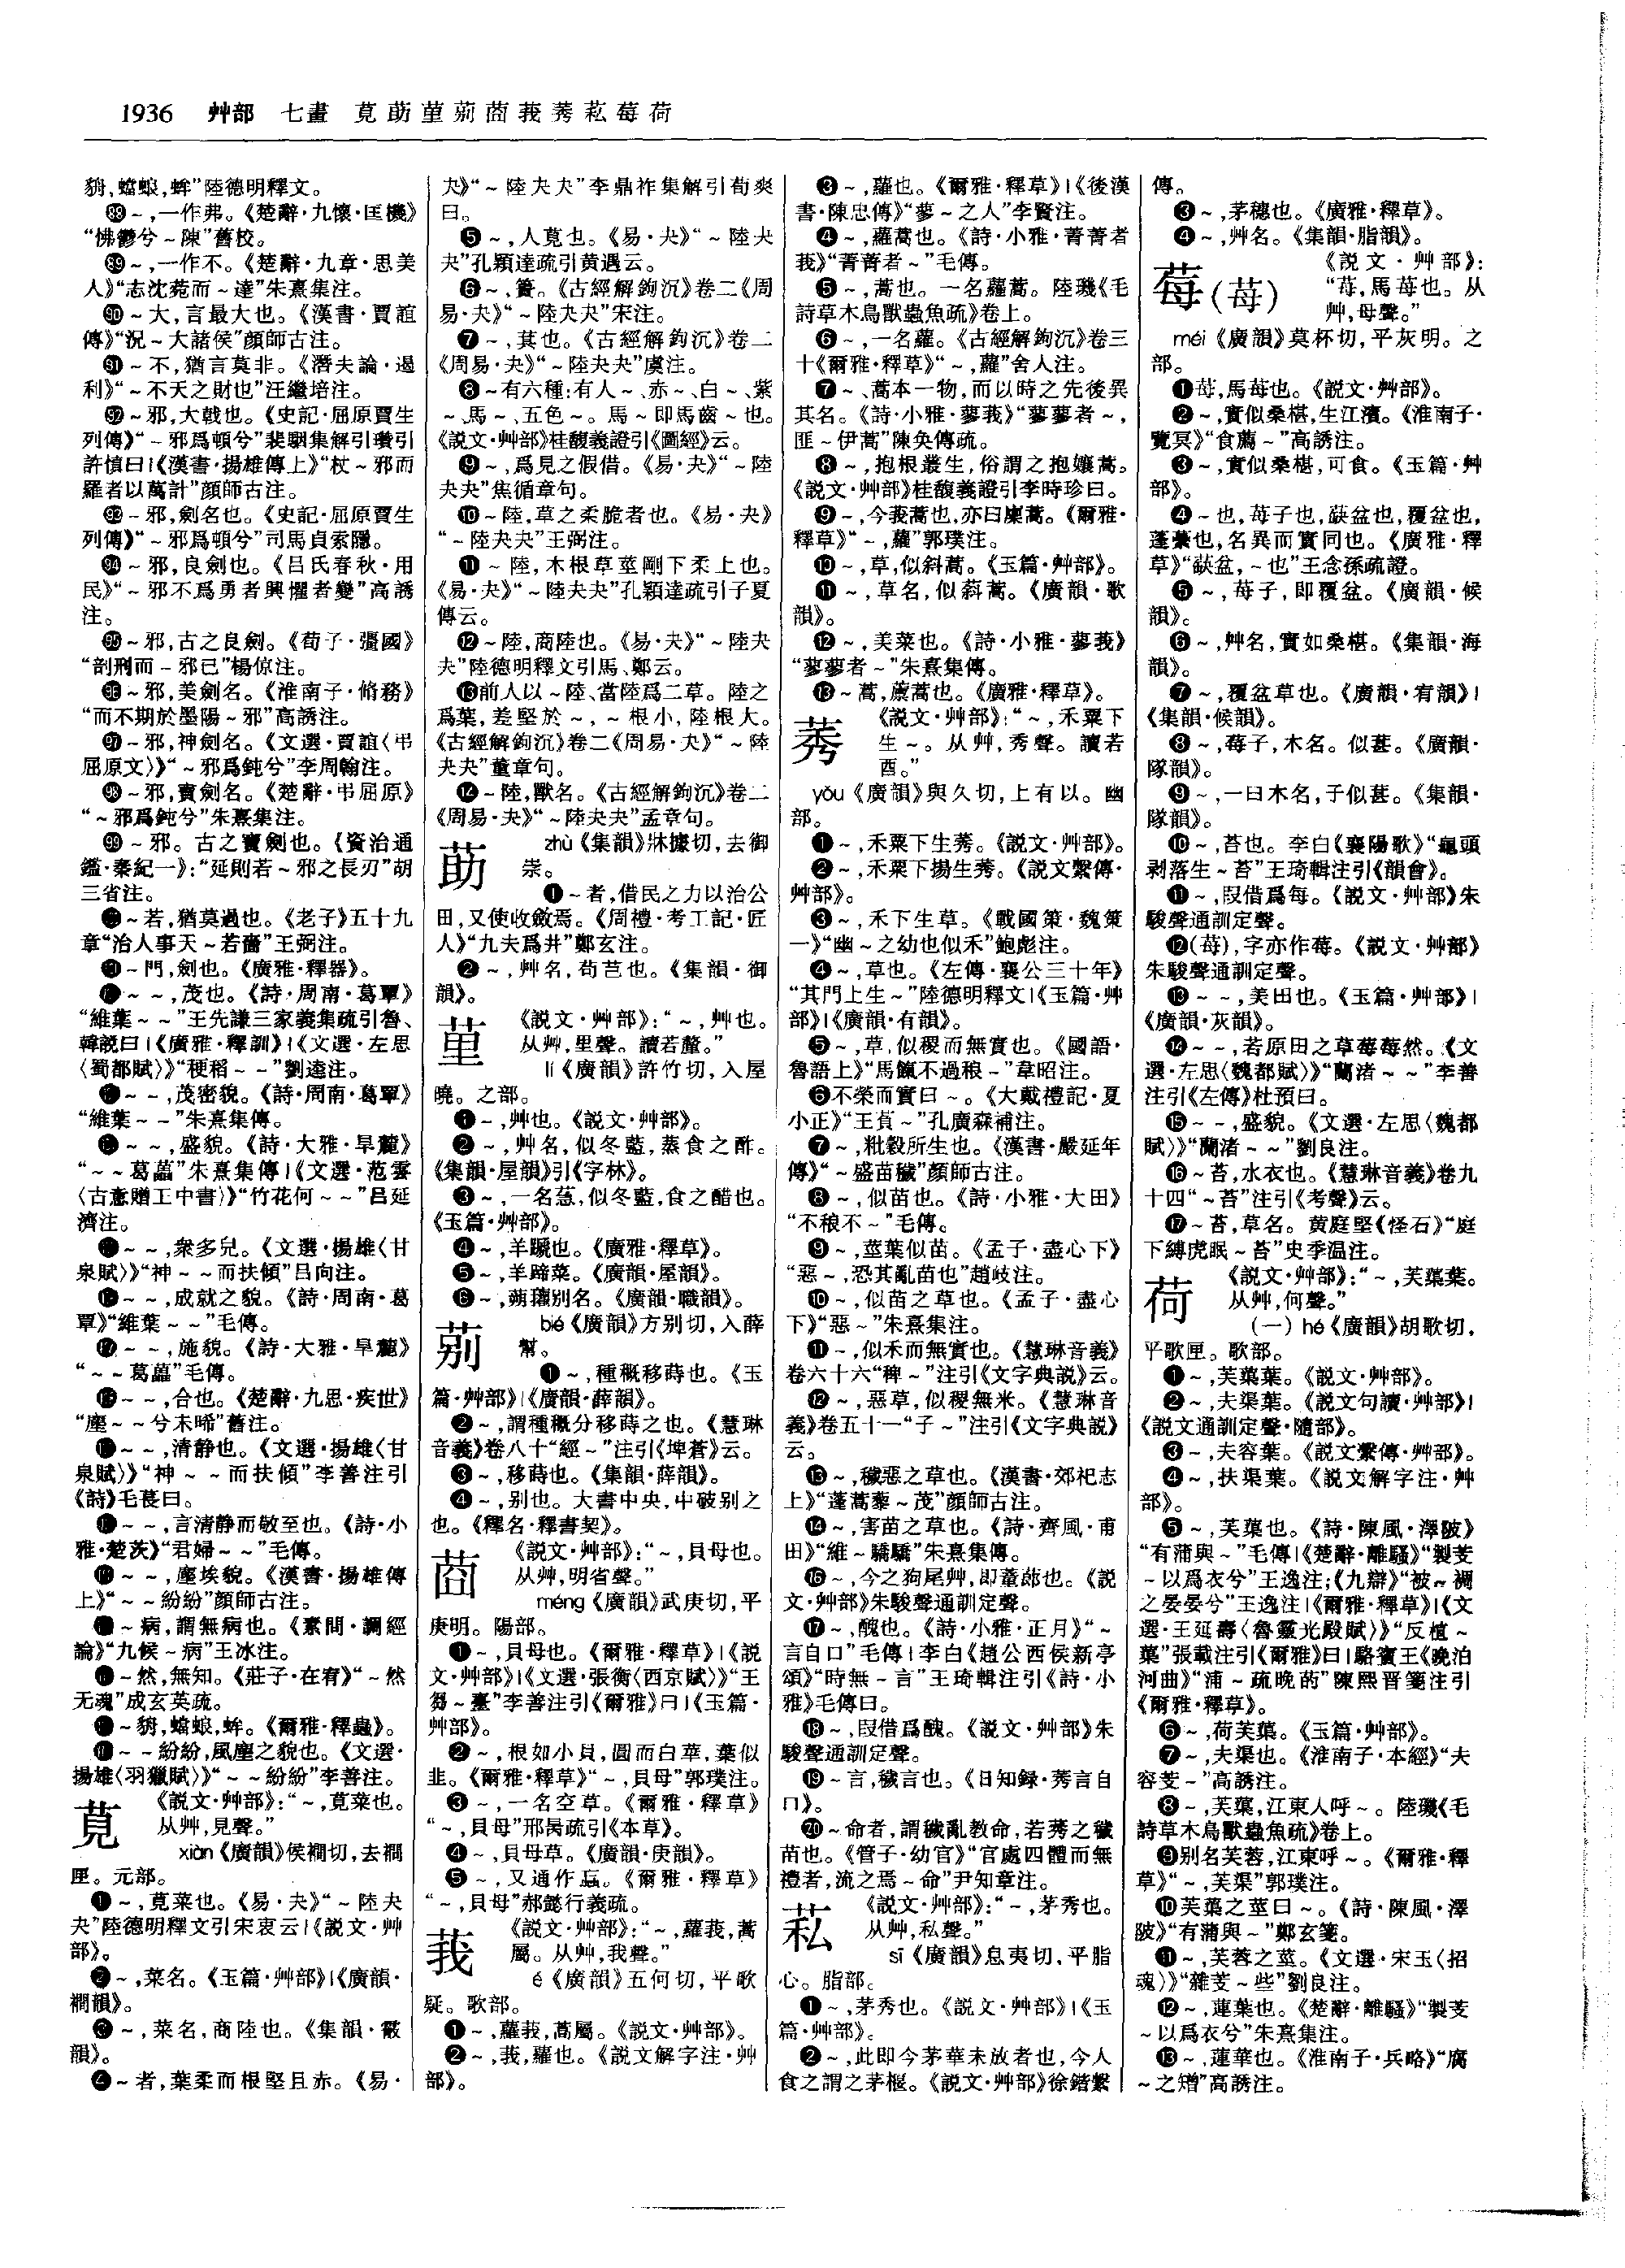 1936 艸部 七畫 莧莇菫莂莔莪莠菘莓荷
豿,蟷蜋,蛑”陸德明釋文。
~,一作弗。《楚辭·九懷·匡機》
“怫鬱兮~陳”舊校。
~,一作不。《楚辭·九章·思美
人》“志沈菀而~達”朱熹集注。
~大,言最大也。《漢書·賈誼
傳》“況~大諸侯”顏師古注。
~不,猶言莫非。《潛夫論·遏
利》“~不天之財也”汪繼培注。
~邪,大戟也。《史記·屈原賈生
列傳》“~邪爲頓兮”裴駰集解引瓚引
許慎曰|《漢書·揚雄傳上》“杖~邪而
羅者以萬計”顏師古注。
~邪,劍名也。《史記·屈原賈生
列傳》“~邪爲頓兮”司馬貞索隱。
~邪,良劍也。《吕氏春秋·用
民》“~邪不爲勇者興懼者變”高誘
注。
~邪,古之良劍。《荀子·彊國》
“剖刑而~邪已”楊倞注。
~邪,美劍名。《淮南子·脩務》
“而不期於墨陽~邪”高誘注。
~邪,神劍名。《文選·賈誼〈弔
屈原文〉》“~邪爲鈍兮”李周翰注。
~邪,寶劍名。《楚辭·弔屈原》
“~邪爲鈍兮”朱熹集注。
~邪。古之寶劍也。《資治通
鑑·秦紀一》:“延則若~邪之長刃”胡
三省注。
~若,猶莫過也。《老子》五十九
章“治人事天~若嗇”王弼注。
~門,劍也。《廣雅·釋器》。
~~,茂也。《詩·周南·葛覃》
“維葉~~”王先謙三家義集疏引魯、
韓説曰|《廣雅·釋訓》|《文選·左思
〈蜀都賦〉》“稉稻~~”劉逵注。
~~,茂密貌。《詩·周南·葛覃》
“維葉~~”朱熹集傳。
~~,盛貌。《詩·大雅·旱麓》
“~~葛藟”朱熹集傳|《文選·范雲
〈古意贈王中書〉》“竹花何~~”吕延
濟注。
~~,衆多皃。《文選·揚雄〈甘
泉賦〉》“神~~而扶傾”吕向注。
~~,成就之貌。《詩·周南·葛
覃》“維葉~~”毛傳。
~~,施貌。《詩·大雅·旱麓》
“~~葛藟”毛傳。
~~,合也。《楚辭·九思·疾世》
“塵~~兮未晞”舊注。
~~,清静也。《文選·揚雄〈甘
泉賦〉》“神~~而扶傾”李善注引
《詩》毛萇曰。
~~,言清静而敬至也。《詩·小
雅·楚茨》“君婦~~”毛傳。
~~,塵埃貌。《漢書·揚雄傳
上》“~~紛紛”顏師古注。
~病,謂無病也。《素問·調經
論》“九候~病”王冰注。
~然,無知。《莊子·在宥》“~然
无魂”成玄英疏。
~豿,蟷蜋,蛑。《爾雅·釋蟲》。
~~紛紛,風塵之貌也。《文選·
揚雄〈羽獵賦〉》“~~紛紛”李善注。
莧 《説文·艸部》:“~,莧菜也。
从艸,見聲。”
xiàn《廣韻》侯襇切,去襇
匣。元部。
❶~,莧菜也。《易·夬》“~陸夬
夬”陸德明釋文引宋衷云|《説文·艸
部》。
❷~,菜名。《玉篇·艸部》|《廣韻·
襇韻》。
❸~,菜名,商陸也。《集韻·霰
韻》。
❹~者,葉柔而根堅且赤。《易·
夬》“~陸夬夬”李鼎祚集解引荀爽
曰。
❺~,人莧也。《易·夬》“~陸夬
夬”孔穎達疏引黄遇云。
❻~,蕢。《古經解鉤沉》卷二《周
易·夬》“~陸夬夬”宋注。
❼~,萁也。《古經解鉤沉》卷二
《周易·夬》“~陸夬夬”虞注。
❽~有六種:有人~、赤~、白~、紫
~、馬~、五色~。馬~即馬齒~也。
《説文·艸部》桂馥義證引《圖經》云。
❾~,爲見之假借。《易·夬》“~陸
夬夬”焦循章句。
❿~陸,草之柔脆者也。《易·夬》
“~陸夬夬”王弼注。
⓫~陸,木根草莖剛下柔上也。
《易·夬》“~陸夬夬”孔穎達疏引子夏
傳云。
⓬~陸,商陸也。《易·夬》“~陸夬
夬”陸德明釋文引馬、鄭云。
⓭前人以~陸、當陸爲二草。陸之
爲葉,差堅於~,~根小,陸根大。
《古經解鉤沉》卷二《周易·夬》“~陸
夬夬”董章句。
⓮~陸,獸名。《古經解鉤沉》卷二
《周易·夬》“~陸夬夬”孟章句。
莇 zhù《集韻》牀據切,去御
崇。
❶~者,借民之力以治公
田,又使收斂焉。《周禮·考工記·匠
人》“九夫爲井”鄭玄注。
❷~,艸名,茍芑也。《集韻·御
韻》。
《説文·艸部》:“~,艸也。
从艸,里聲。讀若釐。”
lí《廣韻》許竹切,入屋
曉。之部。
❶~,艸也。《説文·艸部》。
❷~,艸名,似冬藍,蒸食之酢。
《集韻·屋韻》引《字林》。
❸~,一名蓫,似冬藍,食之醋也。
《玉篇·艸部》。
❹~,羊蹏也。《廣雅·釋草》。
❺~,羊蹄菜。《廣韻·屋韻》。
❻~,蒴藋别名。《廣韻·職韻》。
莂 bié《廣韻》方别切,入薛
幫。
❶~,種概移蒔也。《玉
篇·艸部》|《廣韻·薛韻》。
❷~,謂種概分移蒔之也。《慧琳
音義》卷八十“經~”注引《埤蒼》云。
❸~,移蒔也。《集韻·薛韻》。
❹~,别也。大書中央,中破别之
也。《釋名·釋書契》。
莔 《説文·艸部》:“~,貝母也。
从艸,明省聲。”
méng《廣韻》武庚切,平
庚明。陽部。
❶~,貝母也。《爾雅·釋草》|《説
文·艸部》|《文選·張衡〈西京賦〉》“王
芻~臺”李善注引《爾雅》曰|《玉篇·
艸部》。
❷~,根如小貝,圓而白華,葉似
韭。《爾雅·釋草》“~,貝母”郭璞注。
❸~,一名空草。《爾雅·釋草》
“~,貝母”邢昺疏引《本草》。
❹~,貝母草。《廣韻·庚韻》。
❺~,又通作蝱。《爾雅·釋草》
“~,貝母”郝懿行義疏。
莪 《説文·艸部》:“~,蘿莪,蒿
屬。从艸,我聲。”
é《廣韻》五何切,平歌
疑。歌部。
❶~,蘿莪,蒿屬。《説文·艸部》。
❷~,莪,蘿也。《説文解字注·艸
部》。
❸~,蘿也。《爾雅·釋草》|《後漢
書·陳忠傳》“蓼~之人”李賢注。
❹~,蘿蒿也。《詩·小雅·菁菁者
莪》“菁菁者~”毛傳。
❺~,蒿也。一名蘿蒿。陸璣《毛
詩草木鳥獸蟲魚疏》卷上。
❻~,一名蘿。《古經解鉤沉》卷三
十《爾雅·釋草》“~,蘿”舍人注。
❼~、蒿本一物,而以時之先後異
其名。《詩·小雅·蓼莪》“蓼蓼者~,
匪~伊蒿”陳奂傳疏。
❽~,抱根叢生,俗謂之抱孃蒿。
《説文·艸部》桂馥義證引李時珍曰。
❾~,今莪蒿也,亦曰廩蒿。《爾雅·
釋草》“~,蘿”郭璞注。
❿~,草,似斜蒿。《玉篇·艸部》。
⓫~,草名,似蒒蒿。《廣韻·歌
韻》。
⓬~,美菜也。《詩·小雅·蓼莪》
“蓼蓼者~”朱熹集傳。
⓭~蒿,蔗蒿也。《廣雅·釋草》。
莠 《説文·艸部》:“~,禾粟下
生~。从艸,秀聲。讀若
酉。”
yǒu《廣韻》與久切,上有以。幽
部。
❶~,禾粟下生莠。《説文·艸部》。
❷~,禾粟下揚生莠。《説文繫傳·
艸部》。
❸~,禾下生草。《戰國策·魏策
一》“幽~之幼也似禾”鮑彪注。
❹~,草也。《左傳·襄公三十年》
“其門上生~”陸德明釋文|《玉篇·艸
部》|《廣韻·有韻》。
❺~,草,似稷而無實也。《國語·
魯語上》“馬餼不過稂~”韋昭注。
❻不榮而實曰~。《大戴禮記·夏
小正》“王萯~”孔廣森補注。
❼~,粃穀所生也。《漢書·嚴延年
傳》“~盛苗穢”顏師古注。
❽~,似苗也。《詩·小雅·大田》
“不稂不~”毛傳。
❾~,莖葉似苗。《孟子·盡心下》
“惡~,恐其亂苗也”趙岐注。
❿~,似苗之草也。《孟子·盡心
下》“惡~”朱熹集注。
⓫~,似禾而無實也。《慧琳音義》
卷六十六“稗~”注引《文字典説》云。
⓬~,惡草,似稷無米。《慧琳音
義》卷五十一“子~”注引《文字典説》
云。
⓭~,穢惡之草也。《漢書·郊祀志
上》“蓬蒿藜~茂”顏師古注。
⓮~,害苗之草也。《詩·齊風·甫
田》“維~驕驕”朱熹集傳。
⓰~,今之狗尾艸,即董蓈也。《説
文·艸部》朱駿聲通訓定聲。
⓱~,醜也。《詩·小雅·正月》“~
言自口”毛傳|李白《趙公西侯新亭
頌》“時無~言”王琦輯注引《詩·小
雅》毛傳曰。
⓲~,叚借爲醜。《説文·艸部》朱
駿聲通訓定聲。
⓳~言,穢言也。《日知録·莠言自
口》。
⓴~命者,謂穢亂教命,若莠之穢
苗也。《管子·幼官》“官處四體而無
禮者,流之焉~命”尹知章注。
《説文·艸部》:“~,茅秀也。
从艸,私聲。”
sī《廣韻》息夷切,平脂
心。脂部。
❶~,茅秀也。《説文·艸部》|《玉
篇·艸部》。
❷~,此即今茅華未放者也,今人
食之謂之茅椻。《説文·艸部》徐鍇繫
傳。
❸~,茅穗也。《廣雅·釋草》。
❹~,艸名。《集韻·脂韻》。
莓(苺) 《説文·艸部》:
“苺,馬苺也。从
艸,母聲。”
méi《廣韻》莫杯切,平灰明。之
部。
❶苺,馬苺也。《説文·艸部》。
❷~,實似桑椹,生江濱。《淮南子·
覽冥》“食薦~”高誘注。
❸~,實似桑椹,可食。《玉篇·艸
部》。
❹~也,苺子也,蒛盆也,覆盆也,
蓬虆也,名異而實同也。《廣雅·釋
草》“蒛盆,~也”王念孫疏證。
❺~,苺子,即覆盆。《廣韻·候
韻》。
❻~,艸名,實如桑椹。《集韻·海
韻》。
❼~,覆盆草也。《廣韻·有韻》|
《集韻·候韻》。
❽~,莓子,木名。似葚。《廣韻·
隊韻》。
❾~,一曰木名,子似葚。《集韻·
隊韻》。
❿~,苔也。李白《襄陽歌》“龜頭
剥落生~苔”王琦輯注引《韻會》。
⓫~,叚借爲每。《説文·艸部》朱
駿聲通訓定聲。
⓬(苺),字亦作莓。《説文·艸部》
朱駿聲通訓定聲。
⓭~~,美田也。《玉篇·艸部》|
《廣韻·灰韻》。
⓮~~,若原田之草莓莓然。《文
選·左思〈魏都賦〉》“蘭渚~~”李善
注引《左傳》杜預曰。
⓯~~,盛貌。《文選·左思〈魏都
賦〉》“蘭渚~~”劉良注。
⓰~苔,水衣也。《慧琳音義》卷九
十四“~苔”注引《考聲》云。
⓱~苔,草名。黄庭堅《怪石》“庭
下縛虎眠~苔”史季温注。
荷 《説文·艸部》:“~,芙蕖葉。
从艸,何聲。”
(一)hé《廣韻》胡歌切,
平歌匣。歌部。
❶~,芙蕖葉。《説文·艸部》。
❷~,夫渠葉。《説文句讀·艸部》|
《説文通訓定聲·隨部》。
❸~,夫容葉。《説文繫傳·艸部》。
❹~,扶渠葉。《説文解字注·艸
部》。
❺~,芙蕖也。《詩·陳風·澤陂》
“有蒲與~”毛傳|《楚辭·離騷》“製芰
~以爲衣兮”王逸注;《九辯》“被~裯
之晏晏兮”王逸注|《爾雅·釋草》|《文
選·王延壽〈魯靈光殿賦〉》“反植~
蕖”張載注引《爾雅》曰|駱賓王《晚泊
河曲》“浦~疏晚菂”陳熙晋箋注引
《爾雅·釋草》。
❻~,荷芙蕖。《玉篇·艸部》。
❼~,夫渠也。《淮南子·本經》“夫
容芰~”高誘注。
❽~,芙蕖,江東人呼~。陸璣《毛
詩草木鳥獸蟲魚疏》卷上。
❾别名芙蓉,江東呼~。《爾雅·釋
草》“~,芙渠”郭璞注。
❿芙蕖之莖曰~。《詩·陳風·澤
陂》“有蒲與~”鄭玄箋。
⓫~,芙蓉之莖。《文選·宋玉〈招
魂〉》“雜芰~些”劉良注。
⓬~,蓮葉也。《楚辭·離騷》“製芰
~以爲衣兮”朱熹集注。
⓭~,蓮華也。《淮南子·兵略》“腐
~之矰”高誘注。